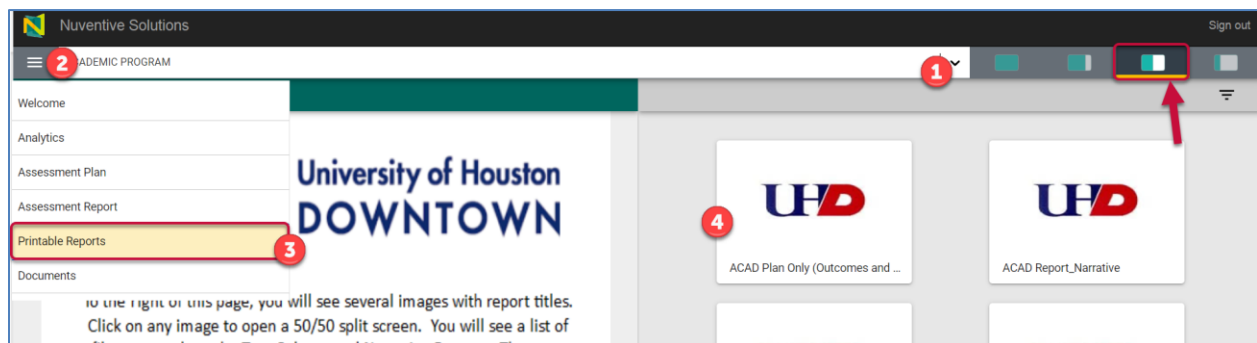 Nuventive Solutions
Sign out
2
ADEMIC PROGRAM
1
Welcome
Analytics
Assessment Plan
Assessment Report
Printable Reports
3
Documents
University of Houston
DOWNTOWN
to the right of this page, you will see several images with report titles.
Click on any image to open a 50/50 split screen. You will see a list of
UHD
4
ACAD Plan Only (Outcomes and ...
UHD
ACAD Report_Narrative